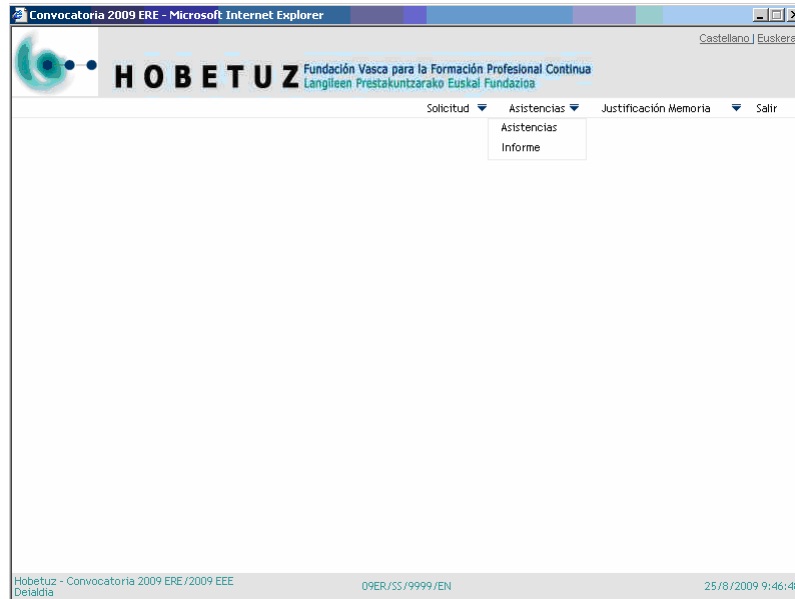 Convocatoria 2009 ERE - Microsoft Internet Explorer
Castellano | Euskera
HOBETUZ
Fundación Vasca para la Formación Profesional Continua
Langileen Prestakuntzarako Euskal Fundazioa
Solicitud Asistencias Justificación Memoria Salir
Asistencias
Informe
Hobetuz - Convocatoria 2009 ERE/2009 EEE
Deialdia
09ER/SS/9999/EN
25/8/2009 9:46:48